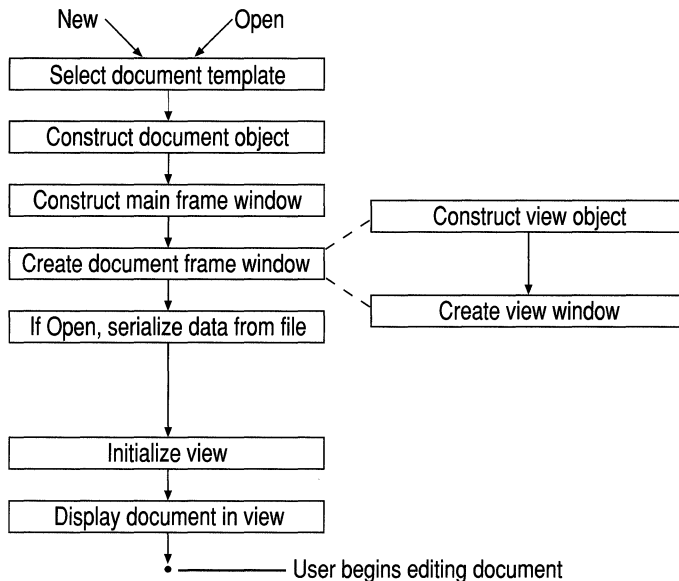 New
Open
Select document template
Construct document object
Construct main frame window
Create document frame window
Construct view object
Create view window
If Open, serialize data from file
Initialize view
Display document in view
User begins editing document